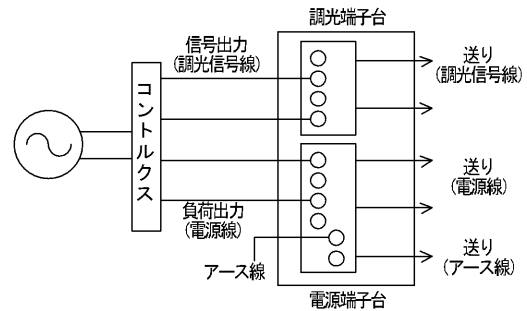 調光端子台
信号出力
(調光信号線)
送り
(調光信号線)
コントルクス
送り
(電源線)
負荷出力
(電源線)
送り
(アース線)
アース線
電源端子台